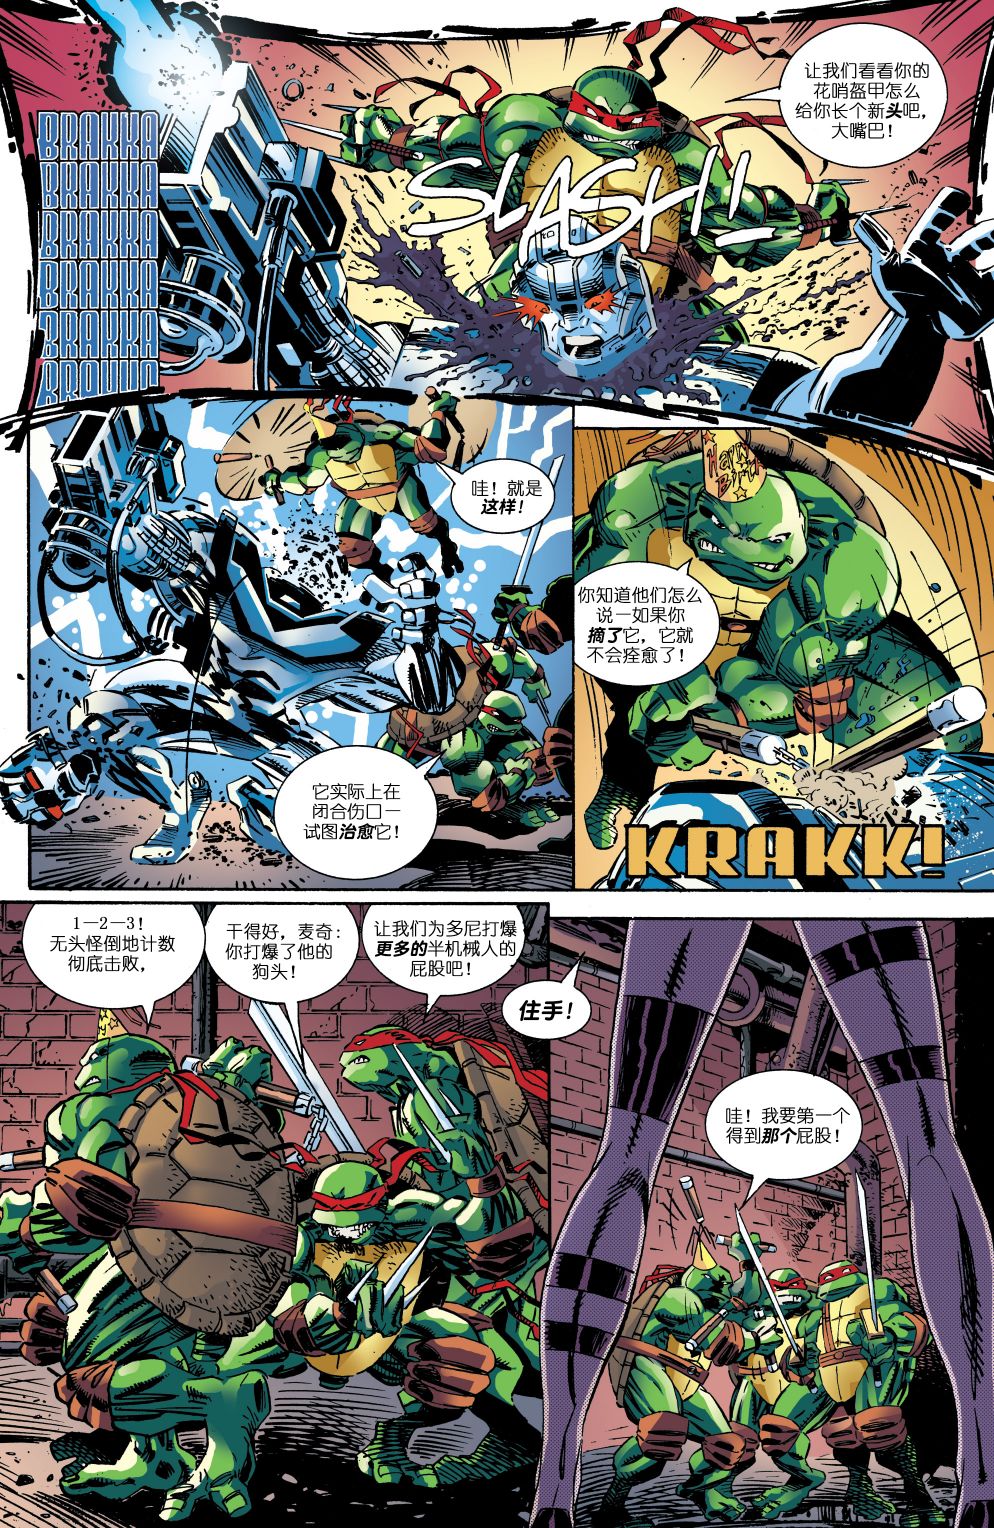 让我们看看你的
花哨盔甲怎么
给你长个新头吧,
大嘴巴!
BRAKKA
BRAKKA
BRAKKA
BRAKKA
BRAKKA
SLASH!!
哇!就是
这样!
HAPPY
BIRTH
你知道他们怎么
说—如果你
摘了它,它就
不会痊愈了!
它实际上在
闭合伤口—
试图治愈它!
KRAKK!
1—2—3!
无头怪倒地计数
彻底击败,
干得好,麦奇:
你打爆了他的
狗头!
让我们为多尼打爆
更多的半机械人的
屁股吧!
住手!
哇!我要第一个
得到那个屁股!